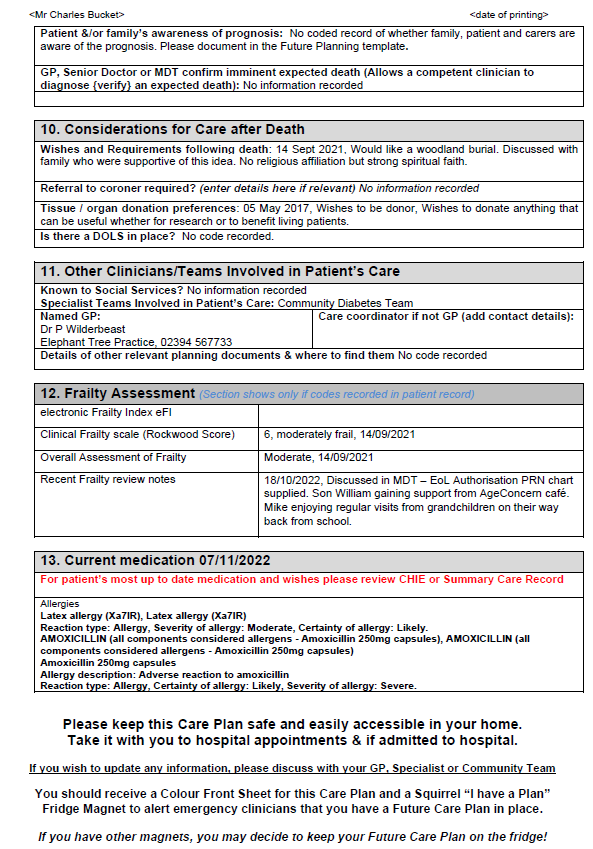 <Mr Charles Bucket> <date of printing>
Patient &/or family's awareness of prognosis: No coded record of whether family, patient and carers are
aware of the prognosis. Please document in the Future Planning template.
GP, Senior Doctor or MDT confirm imminent expected death (Allows a competent clinician to
diagnose {verify} an expected death): No information recorded
10. Considerations for Care after Death
Wishes and Requirements following death: 14 Sept 2021, Would like a woodland burial. Discussed with
family who were supportive of this idea. No religious affiliation but strong spiritual faith.
Referral to coroner required? (enter details here if relevant) No information recorded
Tissue / organ donation preferences: 05 May 2017, Wishes to be donor, Wishes to donate anything that
can be useful whether for research or to benefit living patients.
Is there a DOLS in place? No code recorded.
11. Other Clinicians/Teams Involved in Patient's Care
Known to Social Services? No information recorded
Specialist Teams Involved in Patient's Care: Community Diabetes Team
Named GP:
Dr P Wilderbeast
Elephant Tree Practice, 02394 567733
Care coordinator if not GP (add contact details):
Details of other relevant planning documents & where to find them No code recorded
12. Frailty Assessment (Section shows only if codes recorded in patient record)
electronic Frailty Index eFI
Clinical Frailty scale (Rockwood Score) 6, moderately frail, 14/09/2021
Overall Assessment of Frailty Moderate, 14/09/2021
Recent Frailty review notes 18/10/2022, Discussed in MDT – EoL Authorisation PRN chart
supplied. Son William gaining support from AgeConcern café.
Mike enjoying regular visits from grandchildren on their way
back from school.
13. Current medication 07/11/2022
For patient's most up to date medication and wishes please review CHIE or Summary Care Record
Allergies
Latex allergy (Xa7IR), Latex allergy (Xa7IR)
Reaction type: Allergy, Severity of allergy: Moderate, Certainty of allergy: Likely.
AMOXICILLIN (all components considered allergens - Amoxicillin 250mg capsules), AMOXICILLIN (all
components considered allergens - Amoxicillin 250mg capsules)
Amoxicillin 250mg capsules
Allergy description: Adverse reaction to amoxicillin
Reaction type: Allergy, Certainty of allergy: Likely, Severity of allergy: Severe.
Please keep this Care Plan safe and easily accessible in your home.
Take it with you to hospital appointments & if admitted to hospital.
If you wish to update any information, please discuss with your GP, Specialist or Community Team
You should receive a Colour Front Sheet for this Care Plan and a Squirrel “I have a Plan”
Fridge Magnet to alert emergency clinicians that you have a Future Care Plan in place.
If you have other magnets, you may decide to keep your Future Care Plan on the fridge!